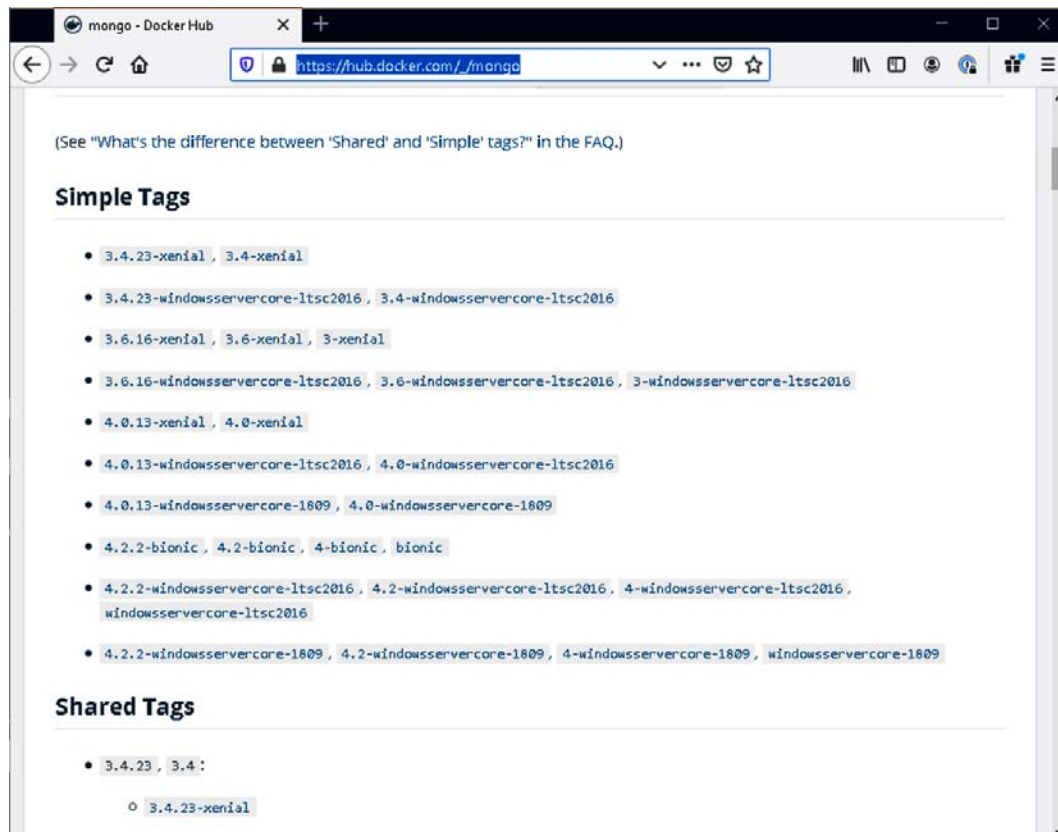 mongo - Docker Hub
https://hub.docker.com/_/mongo
(See "What's the difference between 'Shared' and 'Simple' tags?" in the FAQ.)
Simple Tags
3.4.23-xenial , 3.4-xenial
3.4.23-windowsservercore-ltsc2016 , 3.4-windowsservercore-ltsc2016
3.6.16-xenial , 3.6-xenial , 3-xenial
3.6.16-windowsservercore-ltsc2016 , 3.6-windowsservercore-ltsc2016 , 3-windowsservercore-ltsc2016
4.0.13-xenial , 4.0-xenial
4.0.13-windowsservercore-ltsc2016 , 4.0-windowsservercore-ltsc2016
4.0.13-windowsservercore-1809 , 4.0-windowsservercore-1809
4.2.2-bionic , 4.2-bionic , 4-bionic , bionic
4.2.2-windowsservercore-ltsc2016 , 4.2-windowsservercore-ltsc2016 , 4-windowsservercore-ltsc2016 ,
windowsservercore-ltsc2016
4.2.2-windowsservercore-1809 , 4.2-windowsservercore-1809 , 4-windowsservercore-1809 , windowsservercore-1809
Shared Tags
3.4.23 , 3.4 :
3.4.23-xenial